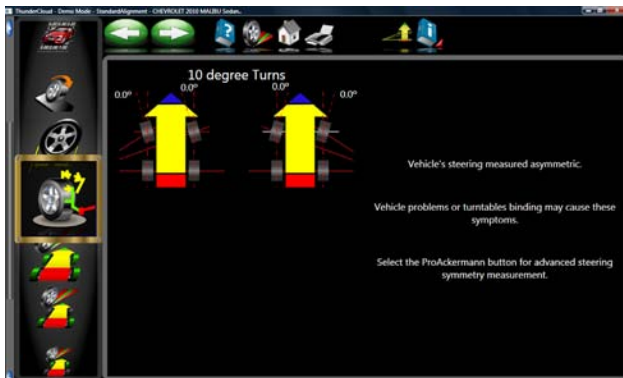 ThunderCloud - Demo Mode - StandardAlignment - CHEVROLET 2010 MALIBU Sedan...
10 degree Turns
0.0° 0.0° 0.0° 0.0°
Vehicle's steering measured asymmetric.
Vehicle problems or turntables binding may cause these
symptoms.
Select the ProAckermann button for advanced steering
symmetry measurement.